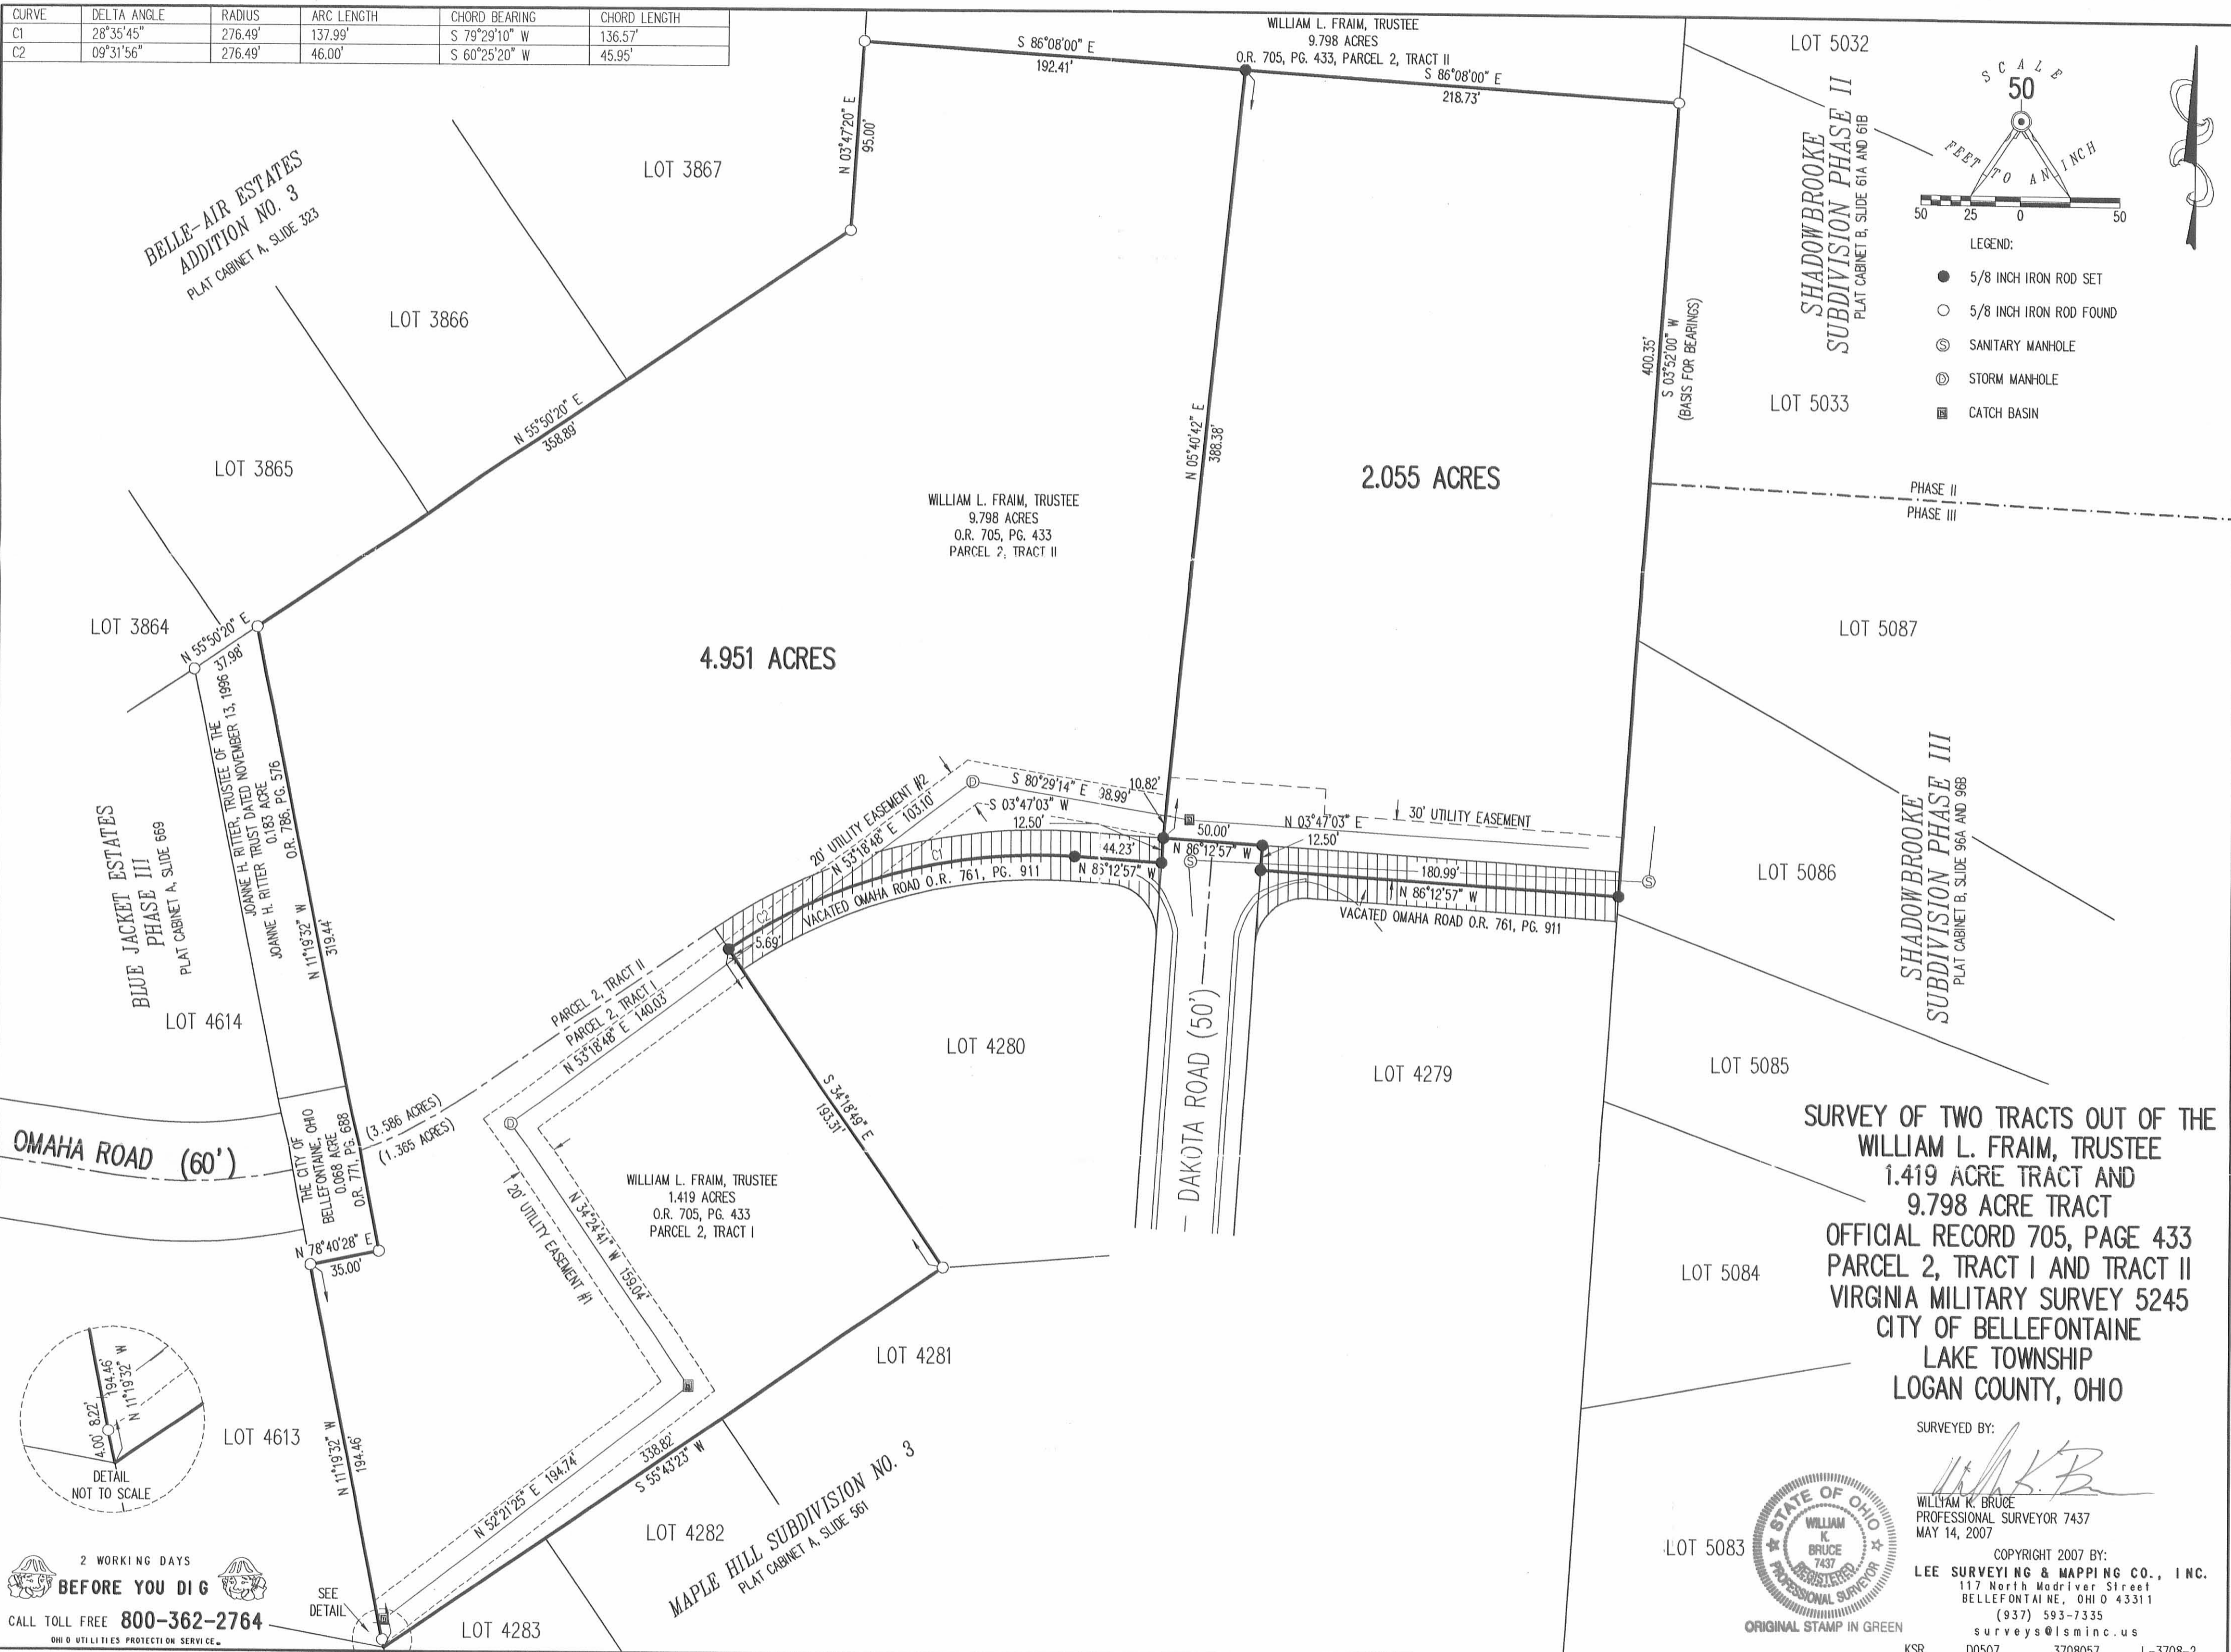 CURVE DELTA ANGLE RADIUS ARC LENGTH CHORD BEARING CHORD LENGTH
C1 28°35'45" 276.49' 137.99' S 79°29'10" W 136.57'
C2 09°31'56" 276.49' 46.00' S 60°25'20" W 45.95'
WILLIAM L. FRAIM, TRUSTEE
9.798 ACRES
O.R. 705, PG. 433, PARCEL 2, TRACT II
S 86°08'00" E
192.41'
S 86°08'00" E
218.73'
LOT 5032
SCALE
50
FEET TO AN INCH
50 25 0 50
LEGEND:
5/8 INCH IRON ROD SET
5/8 INCH IRON ROD FOUND
S SANITARY MANHOLE
D STORM MANHOLE
CATCH BASIN
SHADOWBROOKE
SUBDIVISION PHASE II
PLAT CABINET B, SLIDE 61A AND 61B
N 03°47'20" E
95.00'
LOT 3867
BELLE-AIR ESTATES
ADDITION NO. 3
PLAT CABINET A, SLIDE 323
LOT 3866
N 55°50'20" E
358.89'
LOT 3865
LOT 3864
N 55°50'20" E
37.98'
N 05°40'42" E
388.38'
400.35'
S 03°52'00" W
(BASIS FOR BEARINGS)
LOT 5033
2.055 ACRES
PHASE II
PHASE III
WILLIAM L. FRAIM, TRUSTEE
9.798 ACRES
O.R. 705, PG. 433
PARCEL 2, TRACT II
4.951 ACRES
LOT 5087
JOANNE H. RITTER, TRUSTEE OF THE
JOANNE H. RITTER TRUST DATED NOVEMBER 13, 1996
0.183 ACRE
O.R. 786, PG. 576
N 11°19'32" W
319.44'
BLUE JACKET ESTATES
PHASE III
PLAT CABINET A, SLIDE 669
LOT 4614
20' UTILITY EASEMENT #2
N 53°18'48" E 103.10'
S 80°29'14" E 98.99'
10.82'
S 03°47'03" W
12.50'
44.23'
50.00'
N 86°12'57" W
N 03°47'03" E
12.50'
30' UTILITY EASEMENT
S
180.99'
N 86°12'57" W
S
D
C1
C2
VACATED OMAHA ROAD O.R. 761, PG. 911
N 86°12'57" W
VACATED OMAHA ROAD O.R. 761, PG. 911
5.69'
LOT 5086
SHADOWBROOKE
SUBDIVISION PHASE III
PLAT CABINET B, SLIDE 96A AND 96B
PARCEL 2, TRACT II
PARCEL 2, TRACT I
N 53°18'48" E 140.03'
LOT 4280
DAKOTA ROAD (50')
LOT 4279
LOT 5085
S 34°18'49" E
193.31'
OMAHA ROAD (60')
THE CITY OF
BELLEFONTAINE, OHIO
0.068 ACRE
O.R. 771, PG. 688
(3.586 ACRES)
(1.365 ACRES)
D
20' UTILITY EASEMENT #1
N 34°24'41" W 159.04'
WILLIAM L. FRAIM, TRUSTEE
1.419 ACRES
O.R. 705, PG. 433
PARCEL 2, TRACT I
N 78°40'28" E
35.00'
LOT 5084
SURVEY OF TWO TRACTS OUT OF THE
WILLIAM L. FRAIM, TRUSTEE
1.419 ACRE TRACT AND
9.798 ACRE TRACT
OFFICIAL RECORD 705, PAGE 433
PARCEL 2, TRACT I AND TRACT II
VIRGINIA MILITARY SURVEY 5245
CITY OF BELLEFONTAINE
LAKE TOWNSHIP
LOGAN COUNTY, OHIO
LOT 4281
194.46'
N 11°19'32" W
4.00' 8.22'
DETAIL
NOT TO SCALE
LOT 4613
N 11°19'32" W
194.46'
N 52°21'25" E 194.74'
338.82'
S 55°43'23" W
LOT 4282
MAPLE HILL SUBDIVISION NO. 3
PLAT CABINET A, SLIDE 561
LOT 5083
SURVEYED BY:
WILLIAM K. BRUCE
PROFESSIONAL SURVEYOR 7437
MAY 14, 2007
STATE OF OHIO
WILLIAM
K.
BRUCE
7437
REGISTERED
PROFESSIONAL SURVEYOR
ORIGINAL STAMP IN GREEN
COPYRIGHT 2007 BY:
LEE SURVEYING & MAPPING CO., INC.
117 North Madriver Street
BELLEFONTAINE, OHIO 43311
(937) 593-7335
surveys@lsminc.us
KSR D0507 3708057 L-3708-2
2 WORKING DAYS
BEFORE YOU DIG
CALL TOLL FREE 800-362-2764
OHIO UTILITIES PROTECTION SERVICE.
SEE
DETAIL
LOT 4283